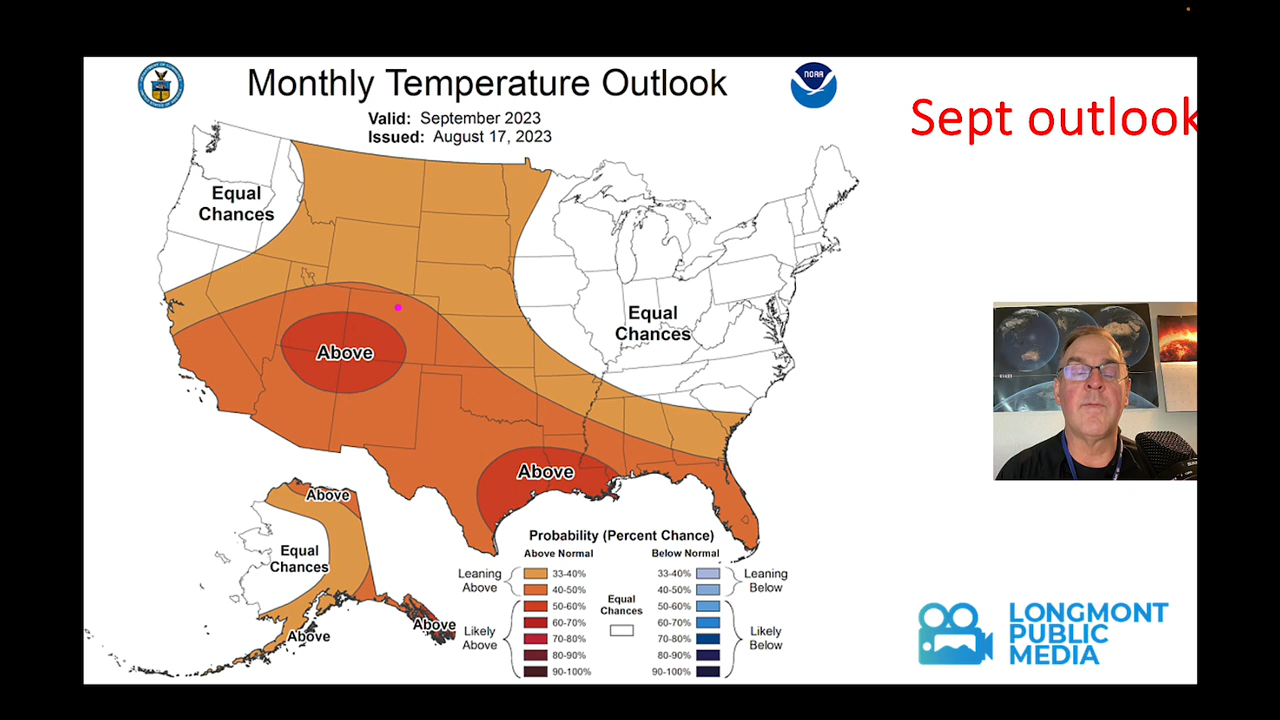 Monthly Temperature Outlook
NOAA
Valid: September 2023
Issued: August 17, 2023
Sept outlook
Equal
Chances
Equal
Chances
Above
Above
Above
Equal
Chances
Above
Above
Probability (Percent Chance)
Above Normal
Below Normal
Leaning
Above
33-40%
40-50%
Likely
Above
50-60%
60-70%
70-80%
80-90%
90-100%
Equal
Chances
33-40%
40-50%
Leaning
Below
50-60%
60-70%
70-80%
80-90%
90-100%
Likely
Below
LONGMONT
PUBLIC
MEDIA